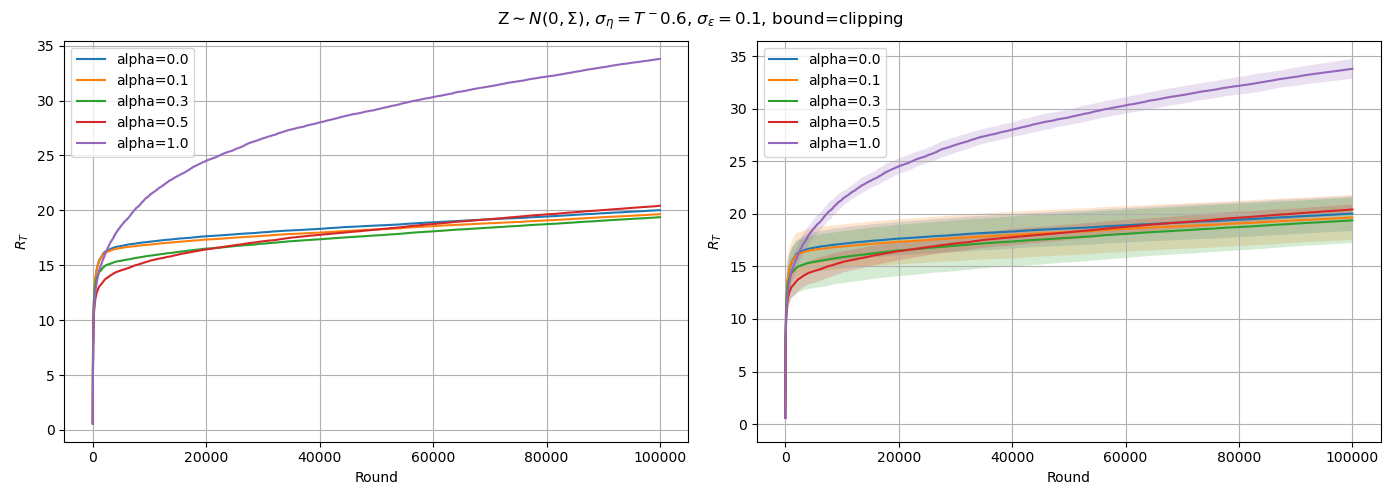 Z ~ N(0, Σ), σ_η = T⁻0.6, σ_ε = 0.1, bound=clipping
alpha=0.0
alpha=0.1
alpha=0.3
alpha=0.5
alpha=1.0
35
30
25
20
15
10
5
0
R_T
0 20000 40000 60000 80000 100000
Round
alpha=0.0
alpha=0.1
alpha=0.3
alpha=0.5
alpha=1.0
35
30
25
20
15
10
5
0
R_T
0 20000 40000 60000 80000 100000
Round